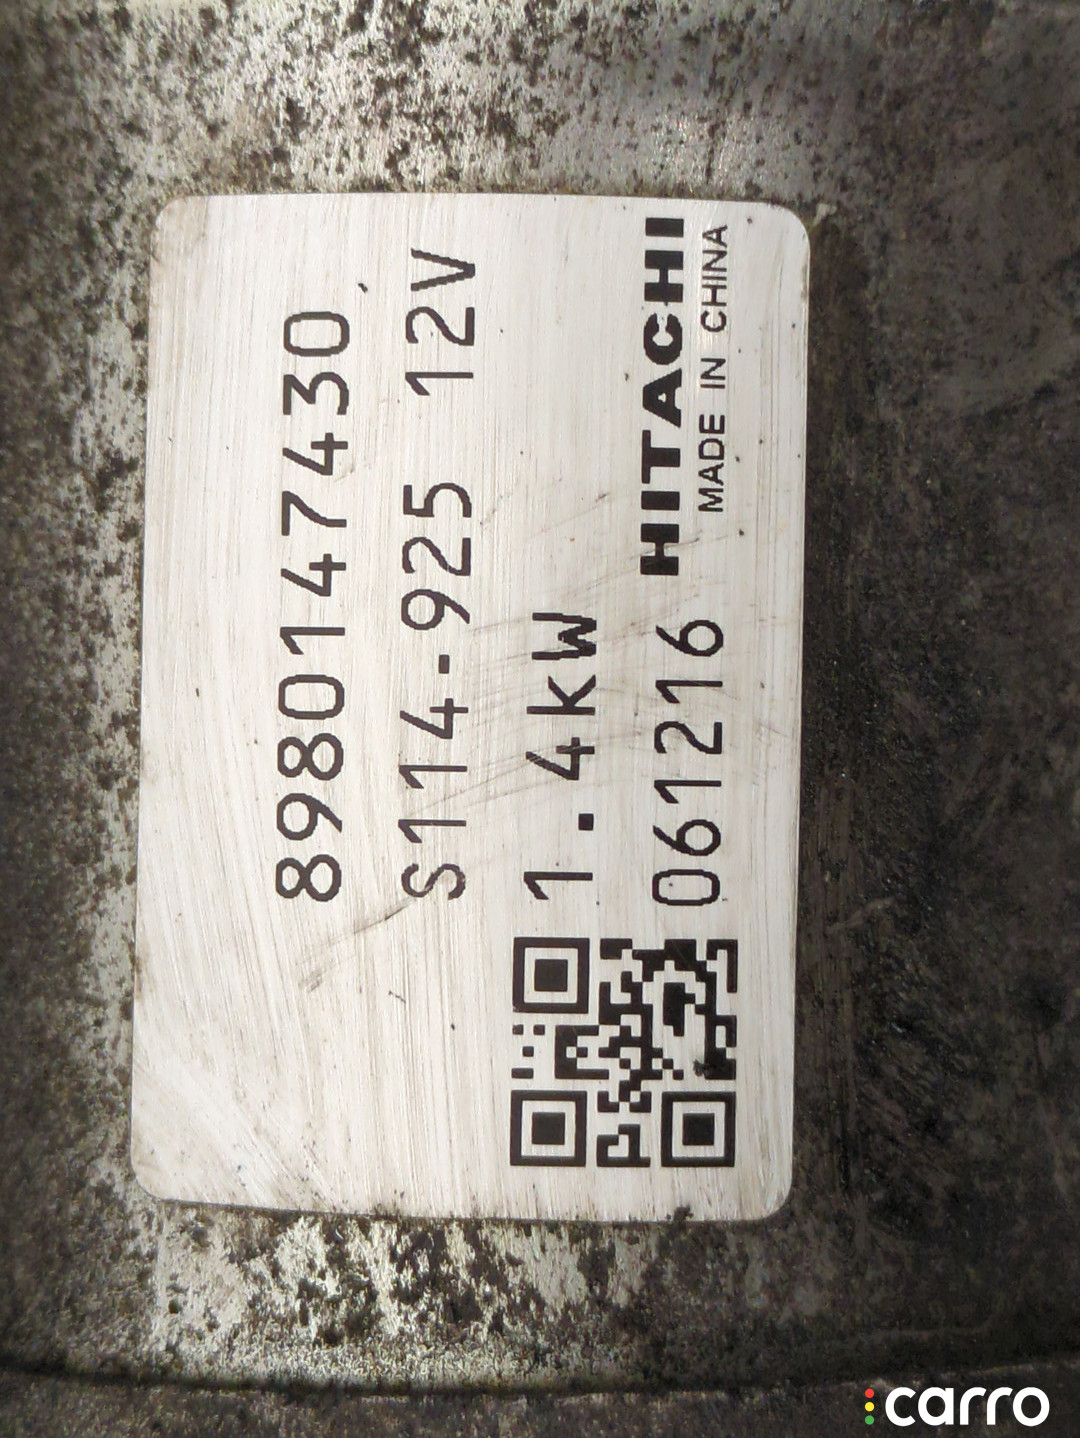 8980147430
S114-925 12V
1.4kW
061216 HITACHI
MADE IN CHINA
carro